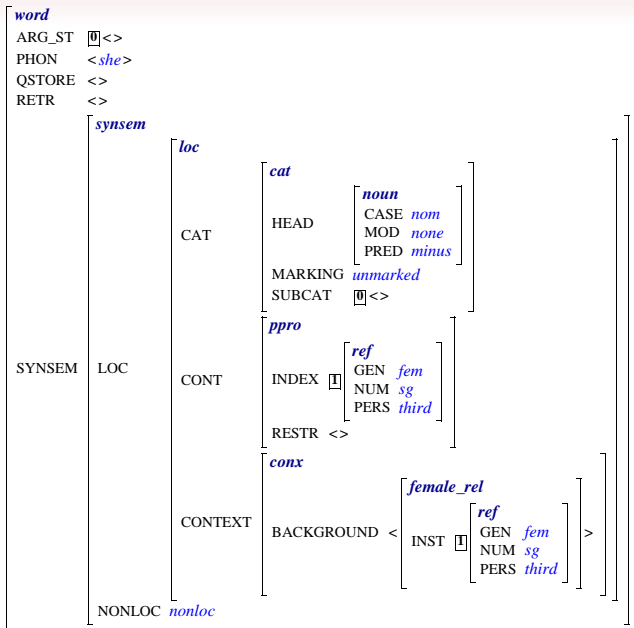 word
ARG_ST 0 <>
PHON <she>
QSTORE <>
RETR <>
synsem
loc
cat
noun
CASE nom
HEAD
MOD none
CAT
PRED minus
MARKING unmarked
SUBCAT 0 <>
ppro
ref
GEN fem
SYNSEM LOC CONT INDEX 1
NUM sg
PERS third
RESTR <>
conx
female_rel
ref
CONTEXT BACKGROUND < INST 1 GEN fem >
NUM sg
PERS third
NONLOC nonloc